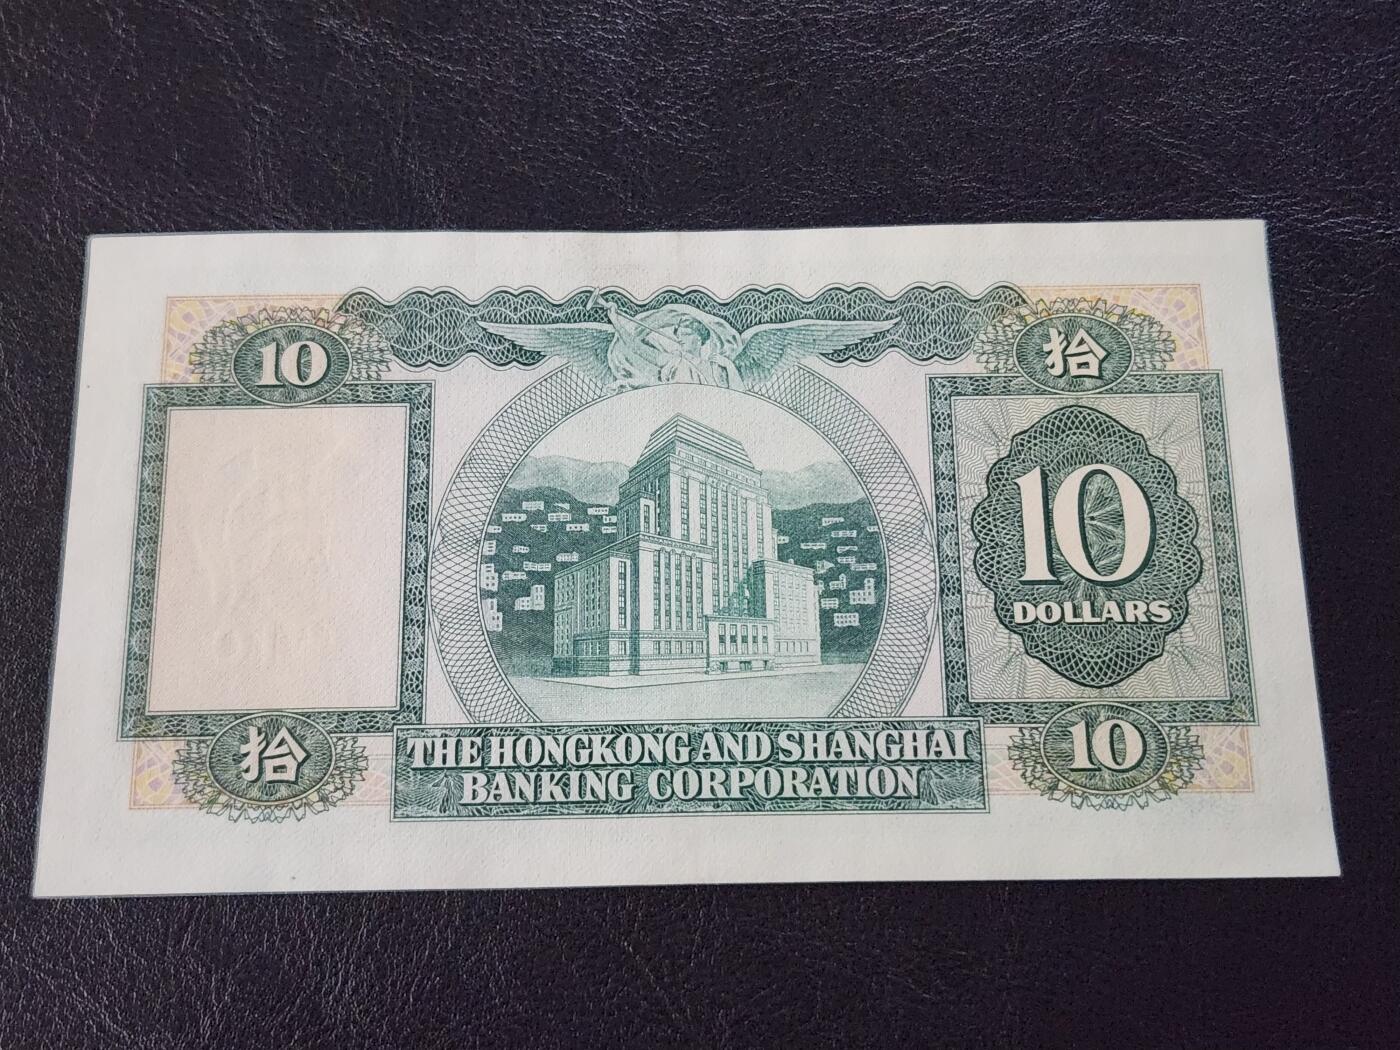 10
拾
10
DOLLARS
拾
THE HONGKONG AND SHANGHAI
BANKING CORPORATION
10